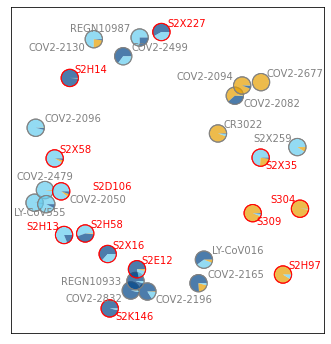 REGN10987
S2X227
COV2-2130
COV2-2499
S2H14
COV2-2094
COV2-2677
COV2-2082
COV2-2096
CR3022
S2X259
S2X58
S2X35
COV2-2479
S2D106
COV2-2050
LY-CoV555
S304
S309
S2H13
S2H58
S2X16
LY-CoV016
S2E12
S2H97
COV2-2165
REGN10933
COV2-2832
COV2-2196
S2K146